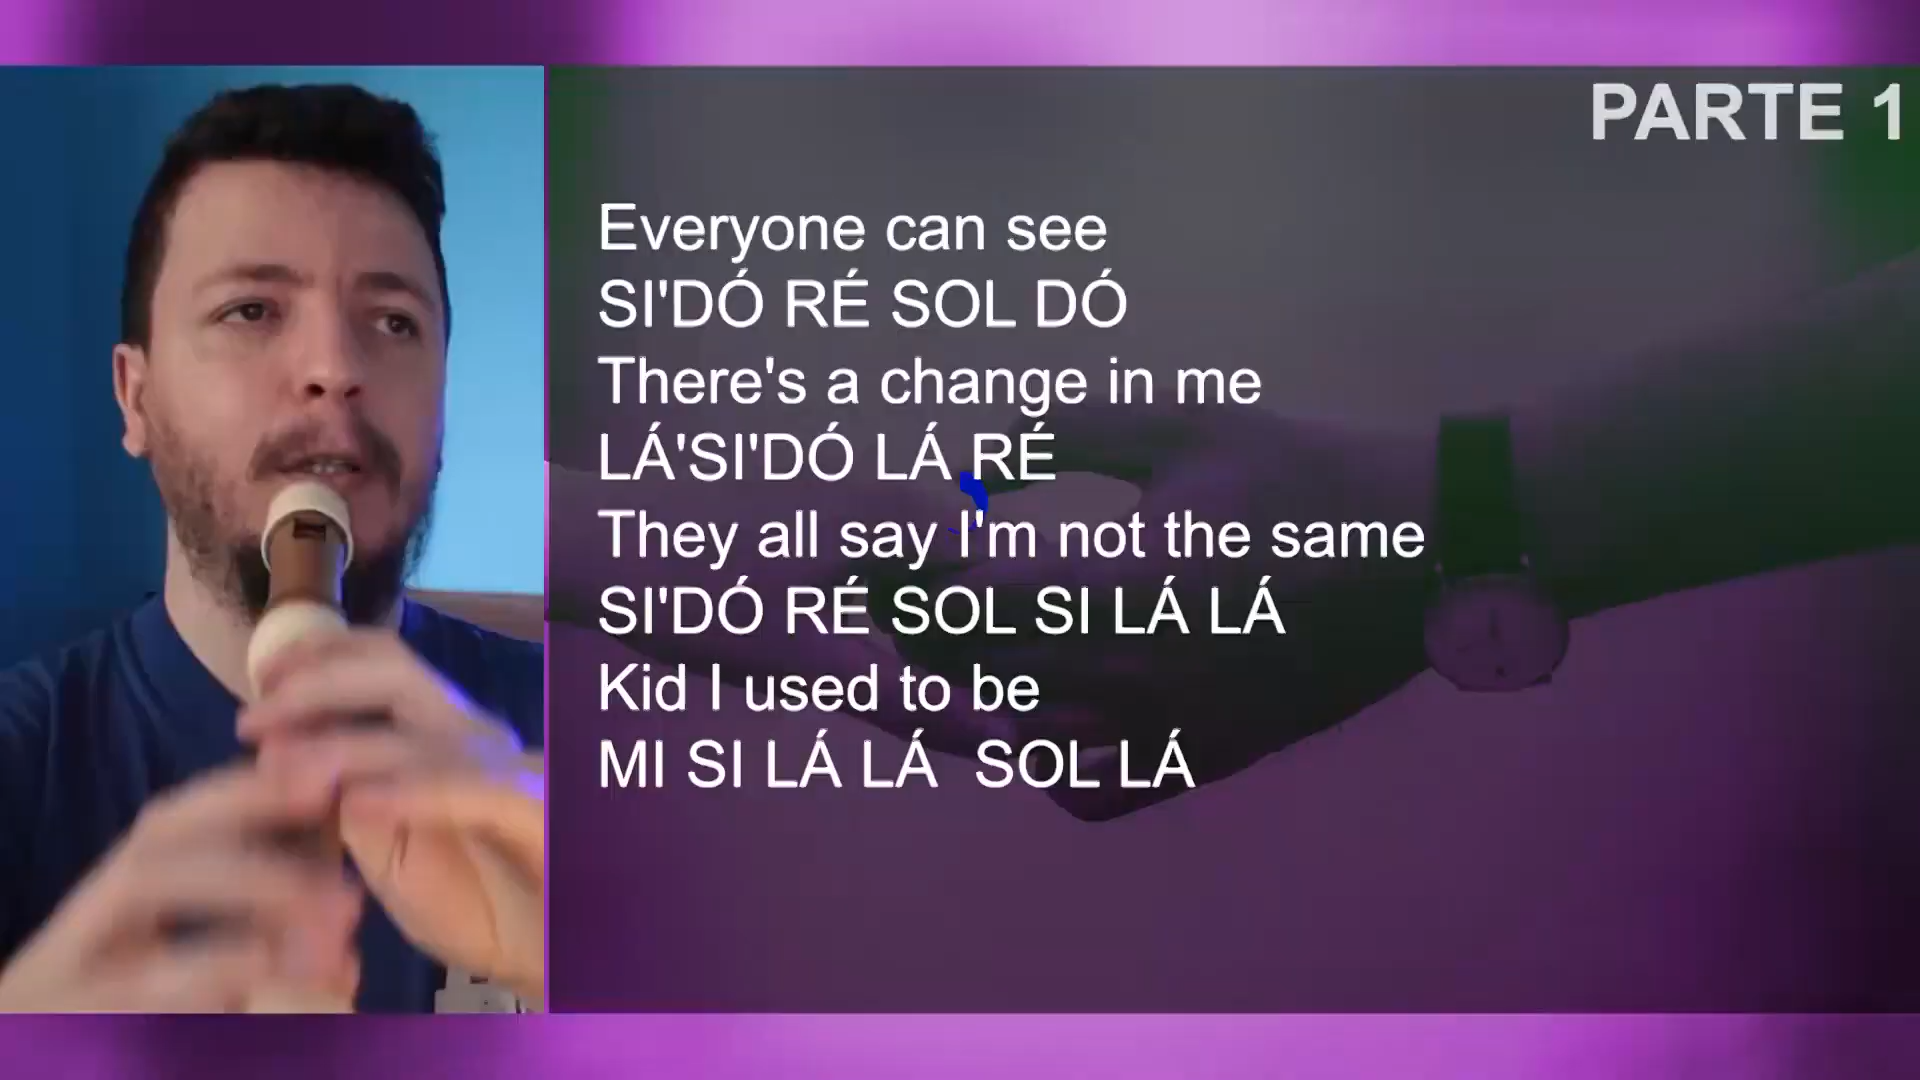 PARTE 1
Everyone can see
SI'DÓ RÉ SOL DÓ
There's a change in me
LÁ'SI'DÓ LÁ RÉ
They all say I'm not the same
SI'DÓ RÉ SOL SI LÁ LÁ
Kid I used to be
MI SI LÁ LÁ  SOL LÁ